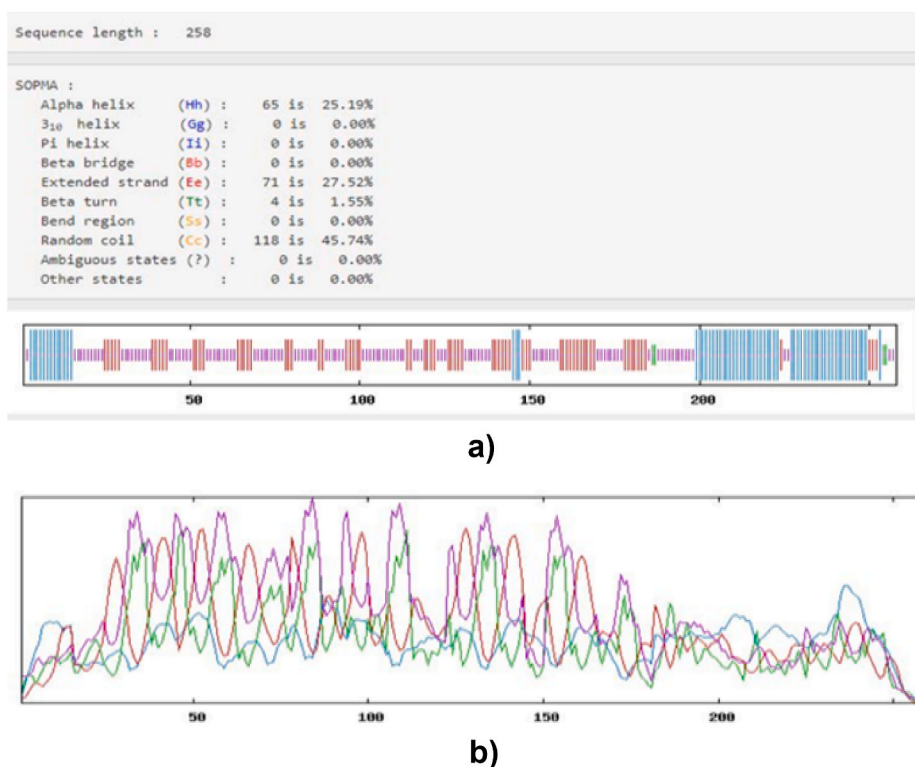 Sequence length : 258
SOPMA :
Alpha helix (Hh) : 65 is 25.19%
3₁₀ helix (Gg) : 0 is 0.00%
Pi helix (Ii) : 0 is 0.00%
Beta bridge (Bb) : 0 is 0.00%
Extended strand (Ee) : 71 is 27.52%
Beta turn (Tt) : 4 is 1.55%
Bend region (Ss) : 0 is 0.00%
Random coil (Cc) : 118 is 45.74%
Ambiguous states (?) : 0 is 0.00%
Other states : 0 is 0.00%
50 100 150 200
a)
50 100 150 200
b)